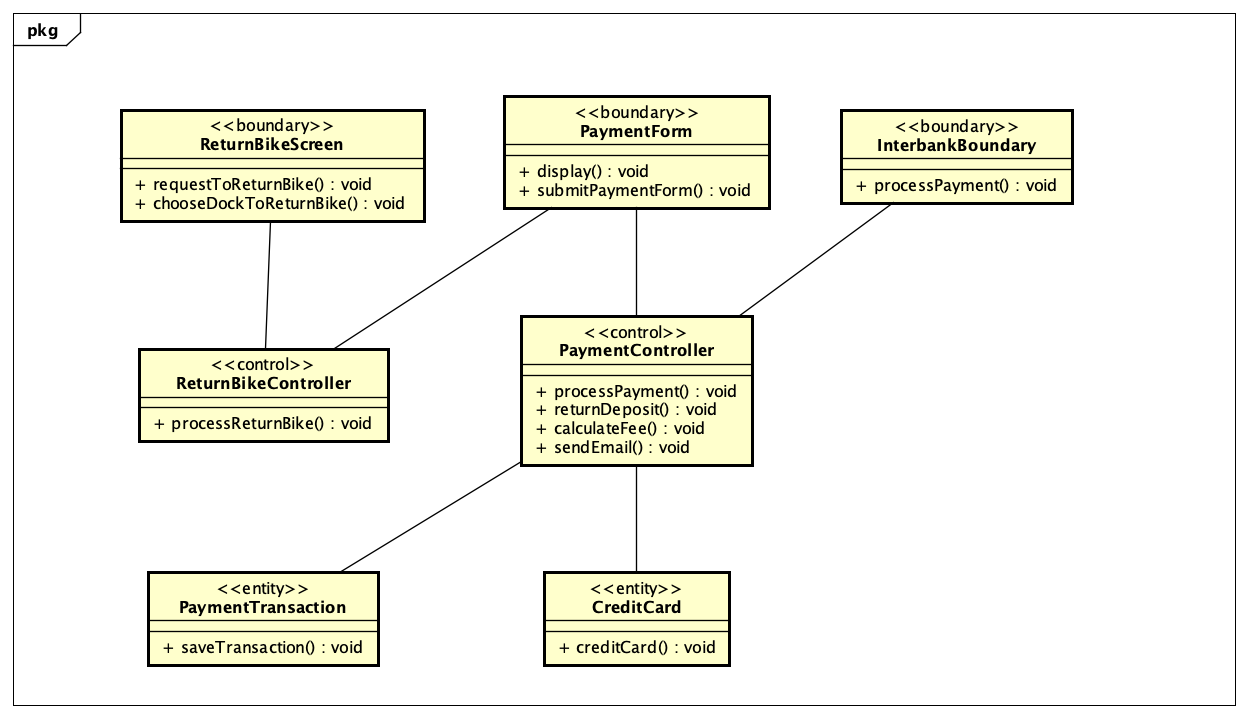 pkg
<<boundary>>
ReturnBikeScreen
+ requestToReturnBike() : void
+ chooseDockToReturnBike() : void
<<boundary>>
PaymentForm
+ display() : void
+ submitPaymentForm() : void
<<boundary>>
InterbankBoundary
+ processPayment() : void
<<control>>
ReturnBikeController
+ processReturnBike() : void
<<control>>
PaymentController
+ processPayment() : void
+ returnDeposit() : void
+ calculateFee() : void
+ sendEmail() : void
<<entity>>
PaymentTransaction
+ saveTransaction() : void
<<entity>>
CreditCard
+ creditCard() : void